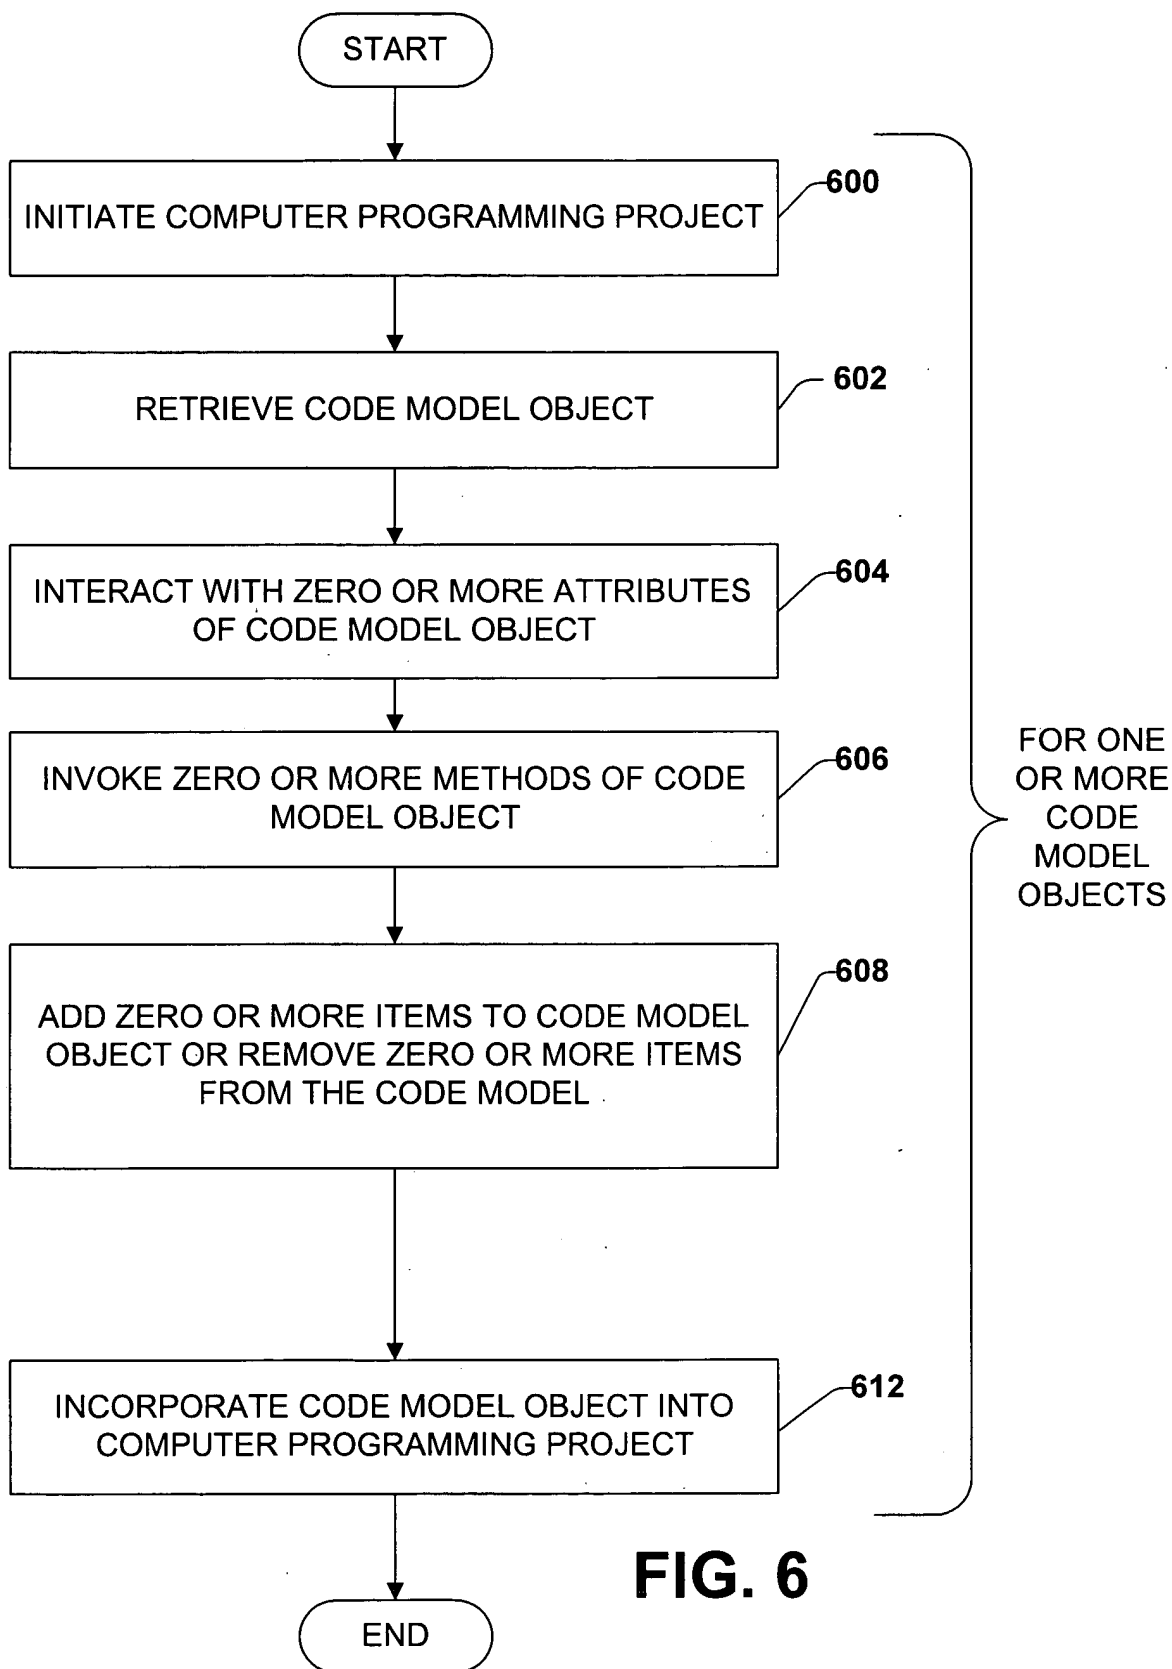 START
INITIATE COMPUTER PROGRAMMING PROJECT
600
RETRIEVE CODE MODEL OBJECT
602
INTERACT WITH ZERO OR MORE ATTRIBUTES
OF CODE MODEL OBJECT
604
INVOKE ZERO OR MORE METHODS OF CODE
MODEL OBJECT
606
ADD ZERO OR MORE ITEMS TO CODE MODEL
OBJECT OR REMOVE ZERO OR MORE ITEMS
FROM THE CODE MODEL
608
INCORPORATE CODE MODEL OBJECT INTO
COMPUTER PROGRAMMING PROJECT
612
FOR ONE
OR MORE
CODE
MODEL
OBJECTS
END
FIG. 6